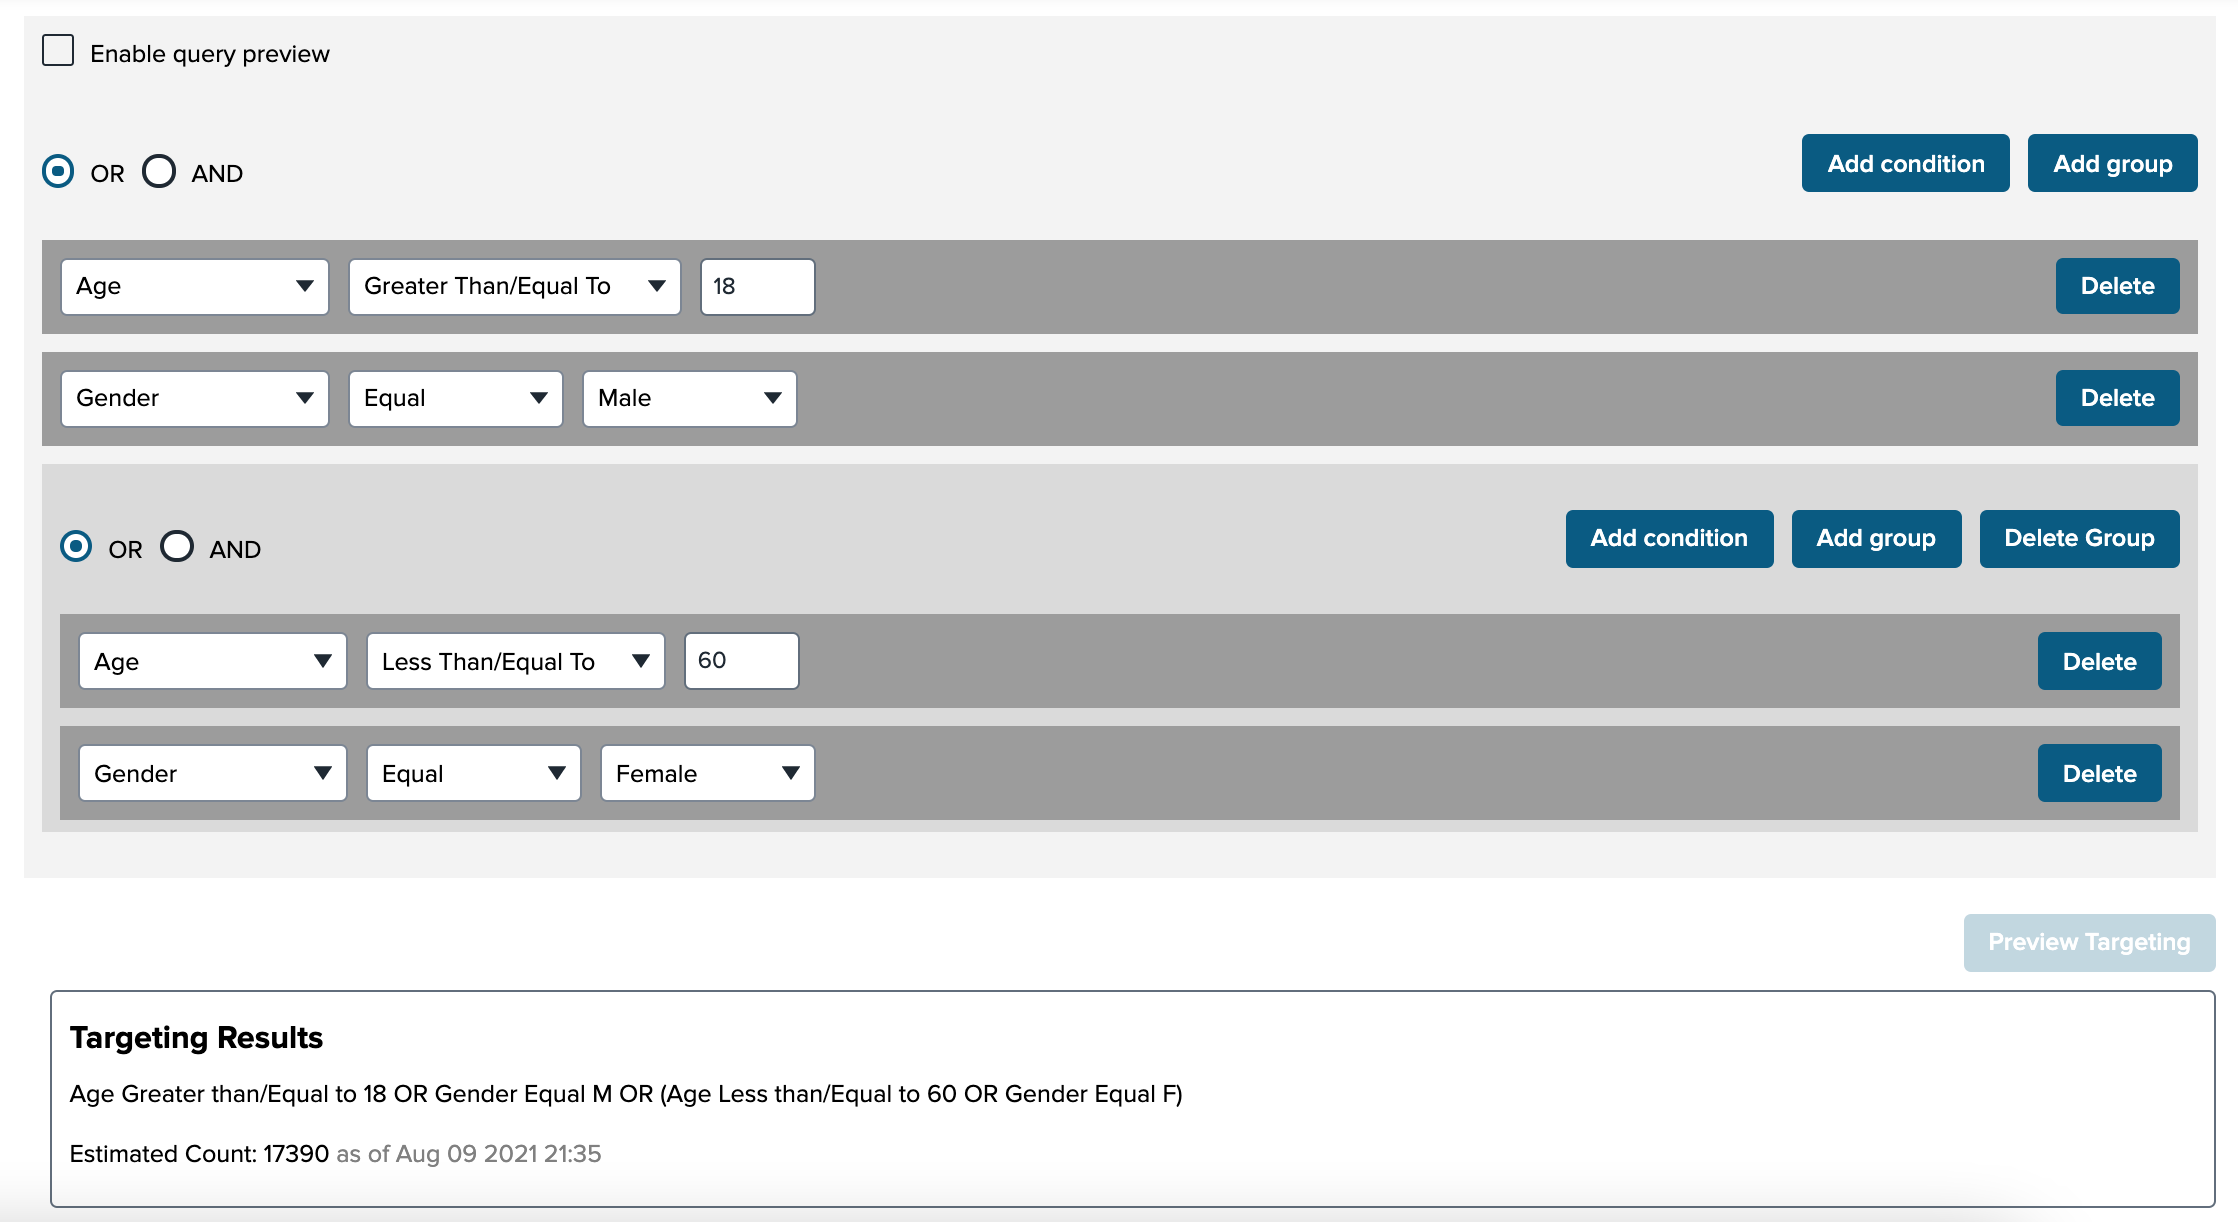 Enable query preview
OR AND Add condition Add group
Age Greater Than/Equal To 18 Delete
Gender Equal Male Delete
OR AND Add condition Add group Delete Group
Age Less Than/Equal To 60 Delete
Gender Equal Female Delete
Preview Targeting
Targeting Results
Age Greater than/Equal to 18 OR Gender Equal M OR (Age Less than/Equal to 60 OR Gender Equal F)
Estimated Count: 17390 as of Aug 09 2021 21:35